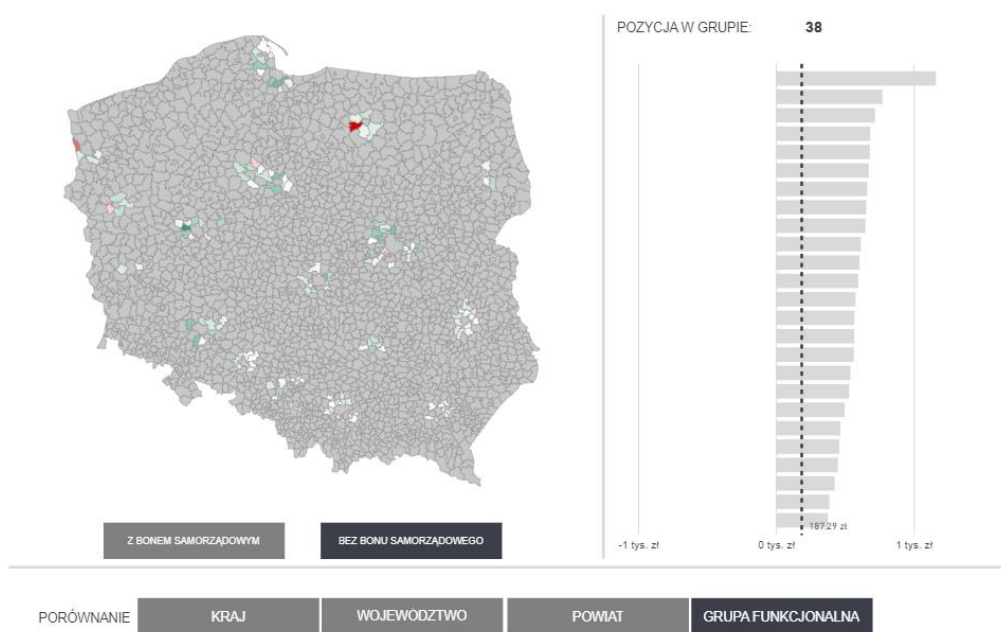 POZYCJA W GRUPIE: 38
187.29 zł
-1 tys. zł 0 tys. zł 1 tys. zł
Z BONEM SAMORZĄDOWYM BEZ BONU SAMORZĄDOWEGO
PORÓWNANIE KRAJ WOJEWÓDZTWO POWIAT GRUPA FUNKCJONALNA